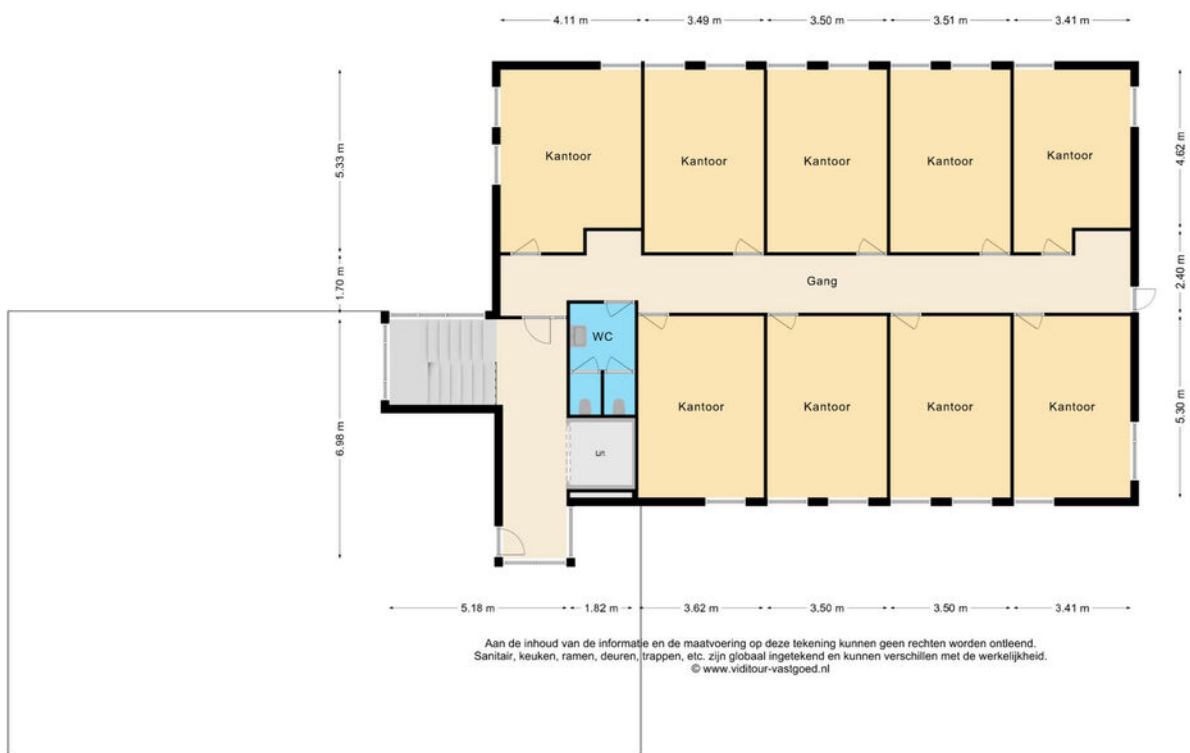 4.11 m 3.49 m 3.50 m 3.51 m 3.41 m
5.33 m
1.70 m
6.98 m
4.62 m
2.40 m
5.30 m
Kantoor Kantoor Kantoor Kantoor Kantoor
Gang
WC
Kantoor Kantoor Kantoor Kantoor
Lift
5.18 m 1.82 m 3.62 m 3.50 m 3.50 m 3.41 m
Aan de inhoud van de informatie en de maatvoering op deze tekening kunnen geen rechten worden ontleend.
Sanitair, keuken, ramen, deuren, trappen, etc. zijn globaal ingetekend en kunnen verschillen met de werkelijkheid.
© www.viditour-vastgoed.nl